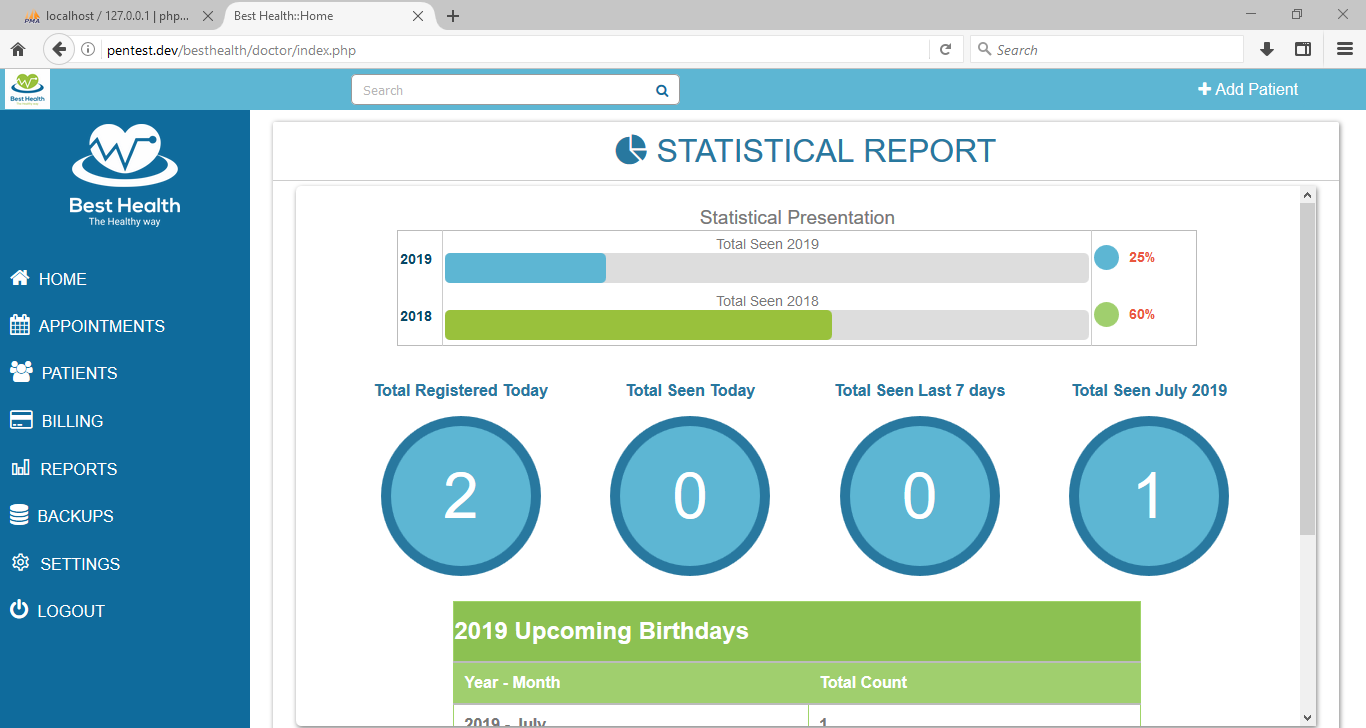 localhost / 127.0.0.1 | php...
Best Health::Home
pentest.dev/besthealth/doctor/index.php
Search
Best Health
Search
Add Patient
Best Health
The Healthy way
HOME
APPOINTMENTS
PATIENTS
BILLING
REPORTS
BACKUPS
SETTINGS
LOGOUT
STATISTICAL REPORT
Statistical Presentation
Total Seen 2019
2019
25%
Total Seen 2018
2018
60%
Total Registered Today
Total Seen Today
Total Seen Last 7 days
Total Seen July 2019
2
0
0
1
2019 Upcoming Birthdays
Year - Month
Total Count
2019 - July
1